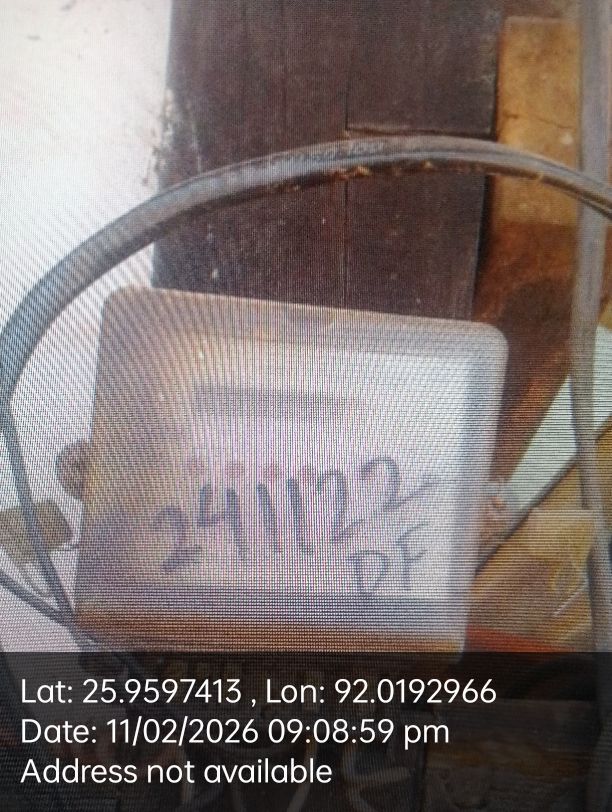 241122
DF
Lat: 25.9597413 , Lon: 92.0192966
Date: 11/02/2026 09:08:59 pm
Address not available